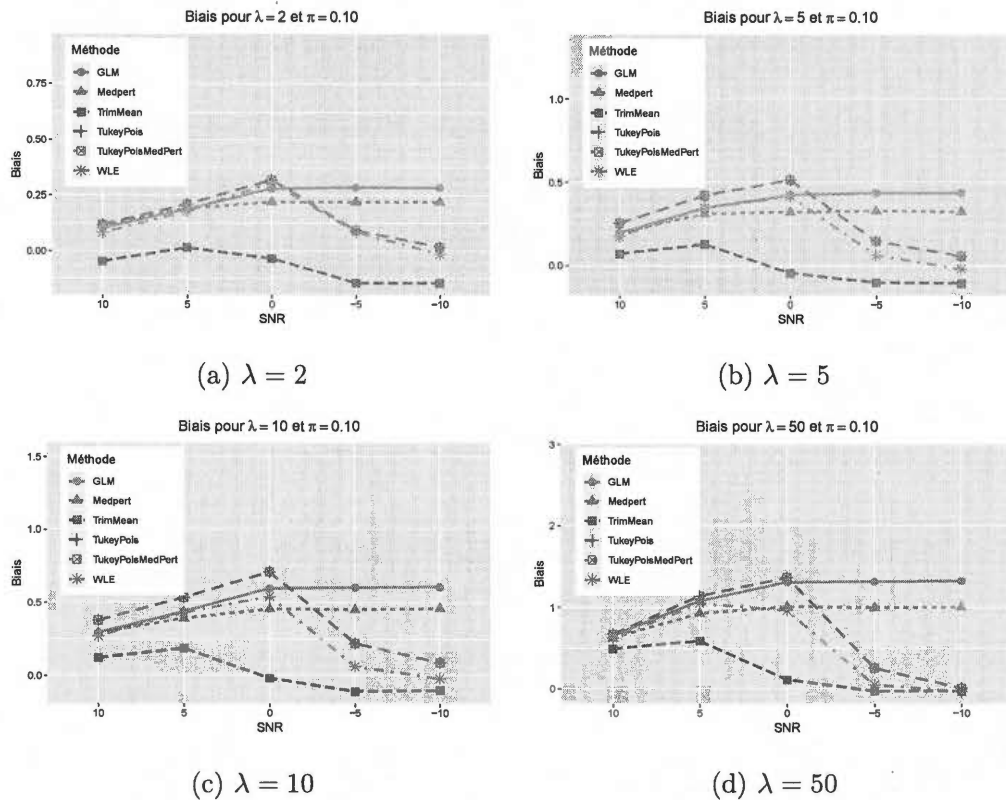 Biais pour λ = 2 et π = 0.10
Méthode
GLM
Medpert
TrimMean
TukeyPois
TukeyPoisMedPert
WLE
Biais
0.75
0.50
0.25
0.00
10
5
0
−5
−10
SNR
(a) λ = 2
Biais pour λ = 5 et π = 0.10
Méthode
GLM
Medpert
TrimMean
TukeyPois
TukeyPoisMedPert
WLE
Biais
1.0
0.5
0.0
10
5
0
−5
−10
SNR
(b) λ = 5
Biais pour λ = 10 et π = 0.10
Méthode
GLM
Medpert
TrimMean
TukeyPois
TukeyPoisMedPert
WLE
Biais
1.5
1.0
0.5
0.0
10
5
0
−5
−10
SNR
(c) λ = 10
Biais pour λ = 50 et π = 0.10
Méthode
GLM
Medpert
TrimMean
TukeyPois
TukeyPoisMedPert
WLE
Biais
3
2
1
0
10
5
0
−5
−10
SNR
(d) λ = 50